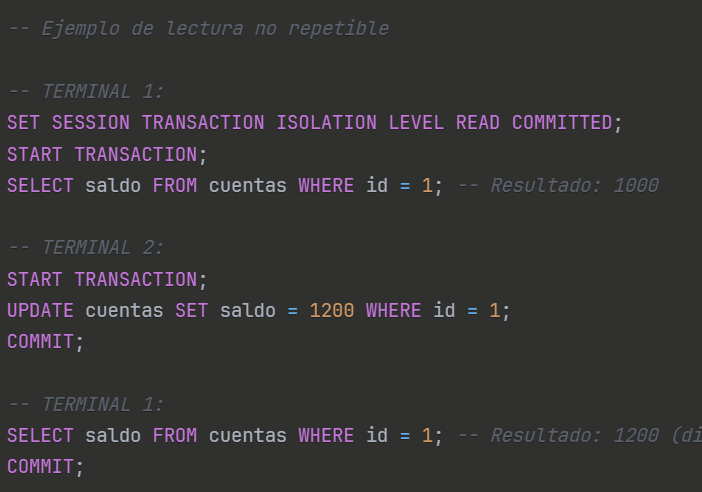 -- Ejemplo de lectura no repetible
-- TERMINAL 1:
SET SESSION TRANSACTION ISOLATION LEVEL READ COMMITTED;
START TRANSACTION;
SELECT saldo FROM cuentas WHERE id = 1; -- Resultado: 1000
-- TERMINAL 2:
START TRANSACTION;
UPDATE cuentas SET saldo = 1200 WHERE id = 1;
COMMIT;
-- TERMINAL 1:
SELECT saldo FROM cuentas WHERE id = 1; -- Resultado: 1200 (di
COMMIT;